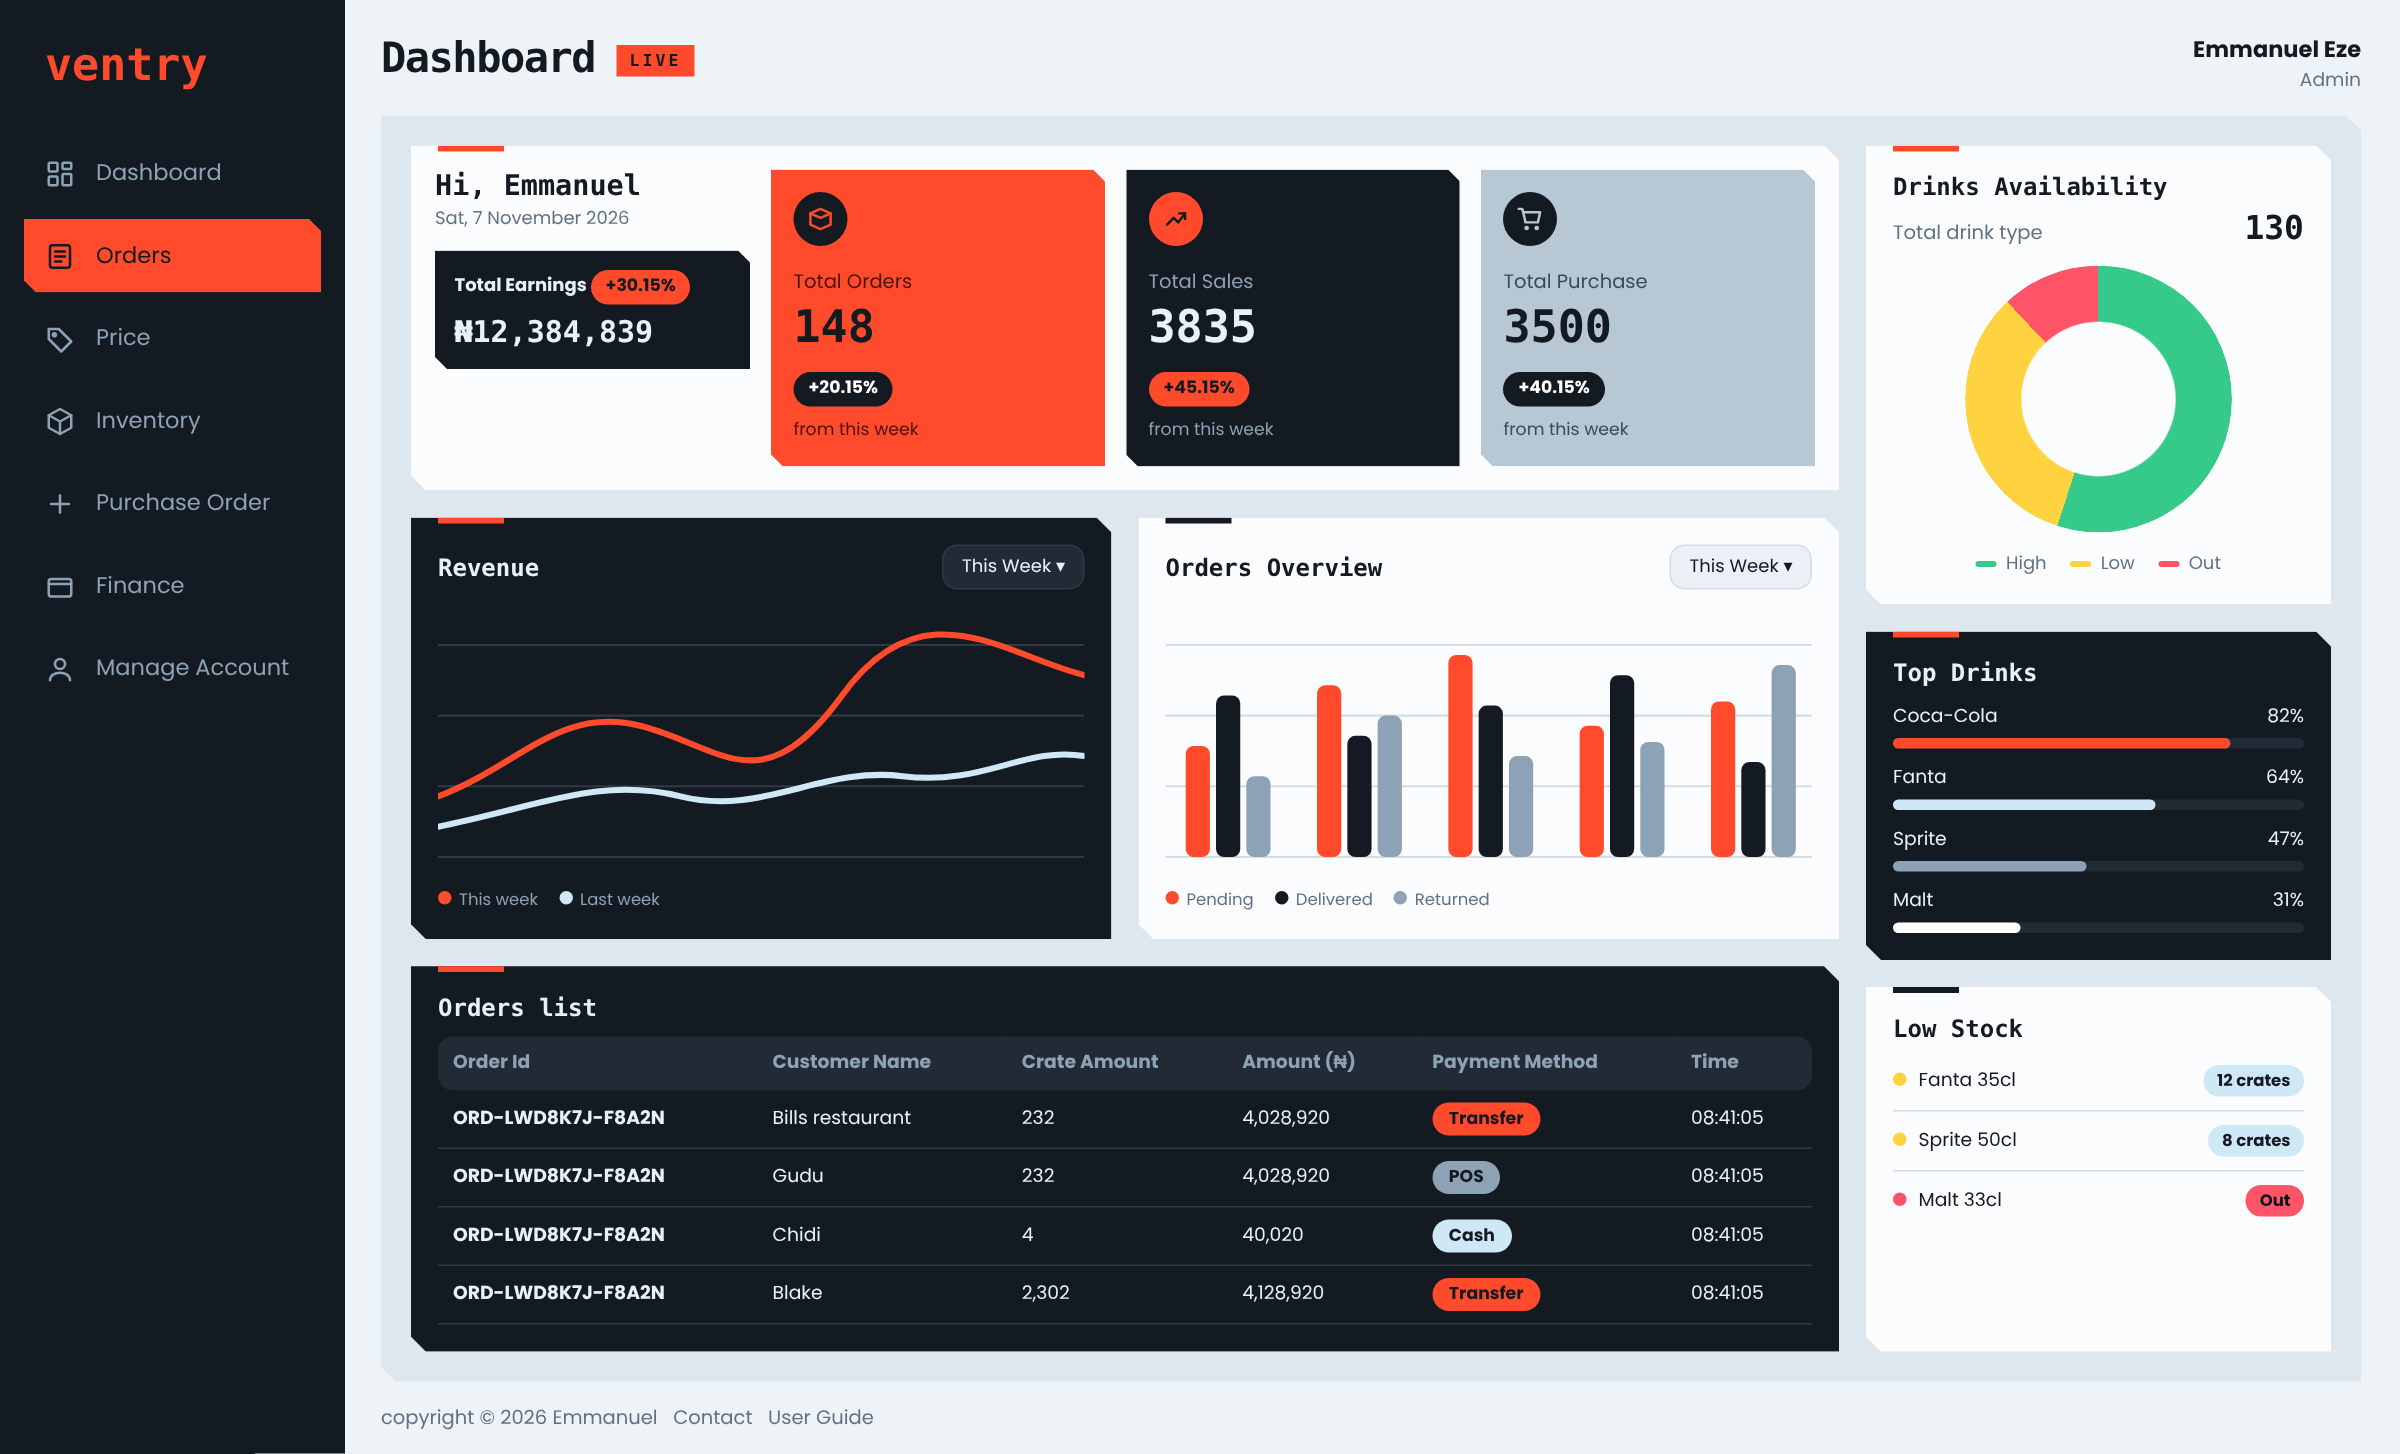 ventry
Dashboard
Orders
Price
Inventory
Purchase Order
Finance
Manage Account
Dashboard LIVE
Emmanuel Eze
Admin
Hi, Emmanuel
Sat, 7 November 2026
Total Earnings +30.15%
₦12,384,839
Total Orders
148
+20.15%
from this week
Total Sales
3835
+45.15%
from this week
Total Purchase
3500
+40.15%
from this week
Drinks Availability
Total drink type 130
High Low Out
Revenue This Week ▾
This week Last week
Orders Overview This Week ▾
Pending Delivered Returned
Top Drinks
Coca-Cola 82%
Fanta 64%
Sprite 47%
Malt 31%
Orders list
Order Id Customer Name Crate Amount Amount (₦) Payment Method Time
ORD-LWD8K7J-F8A2N Bills restaurant 232 4,028,920 Transfer 08:41:05
ORD-LWD8K7J-F8A2N Gudu 232 4,028,920 POS 08:41:05
ORD-LWD8K7J-F8A2N Chidi 4 40,020 Cash 08:41:05
ORD-LWD8K7J-F8A2N Blake 2,302 4,128,920 Transfer 08:41:05
Low Stock
Fanta 35cl 12 crates
Sprite 50cl 8 crates
Malt 33cl Out
copyright © 2026 Emmanuel Contact User Guide